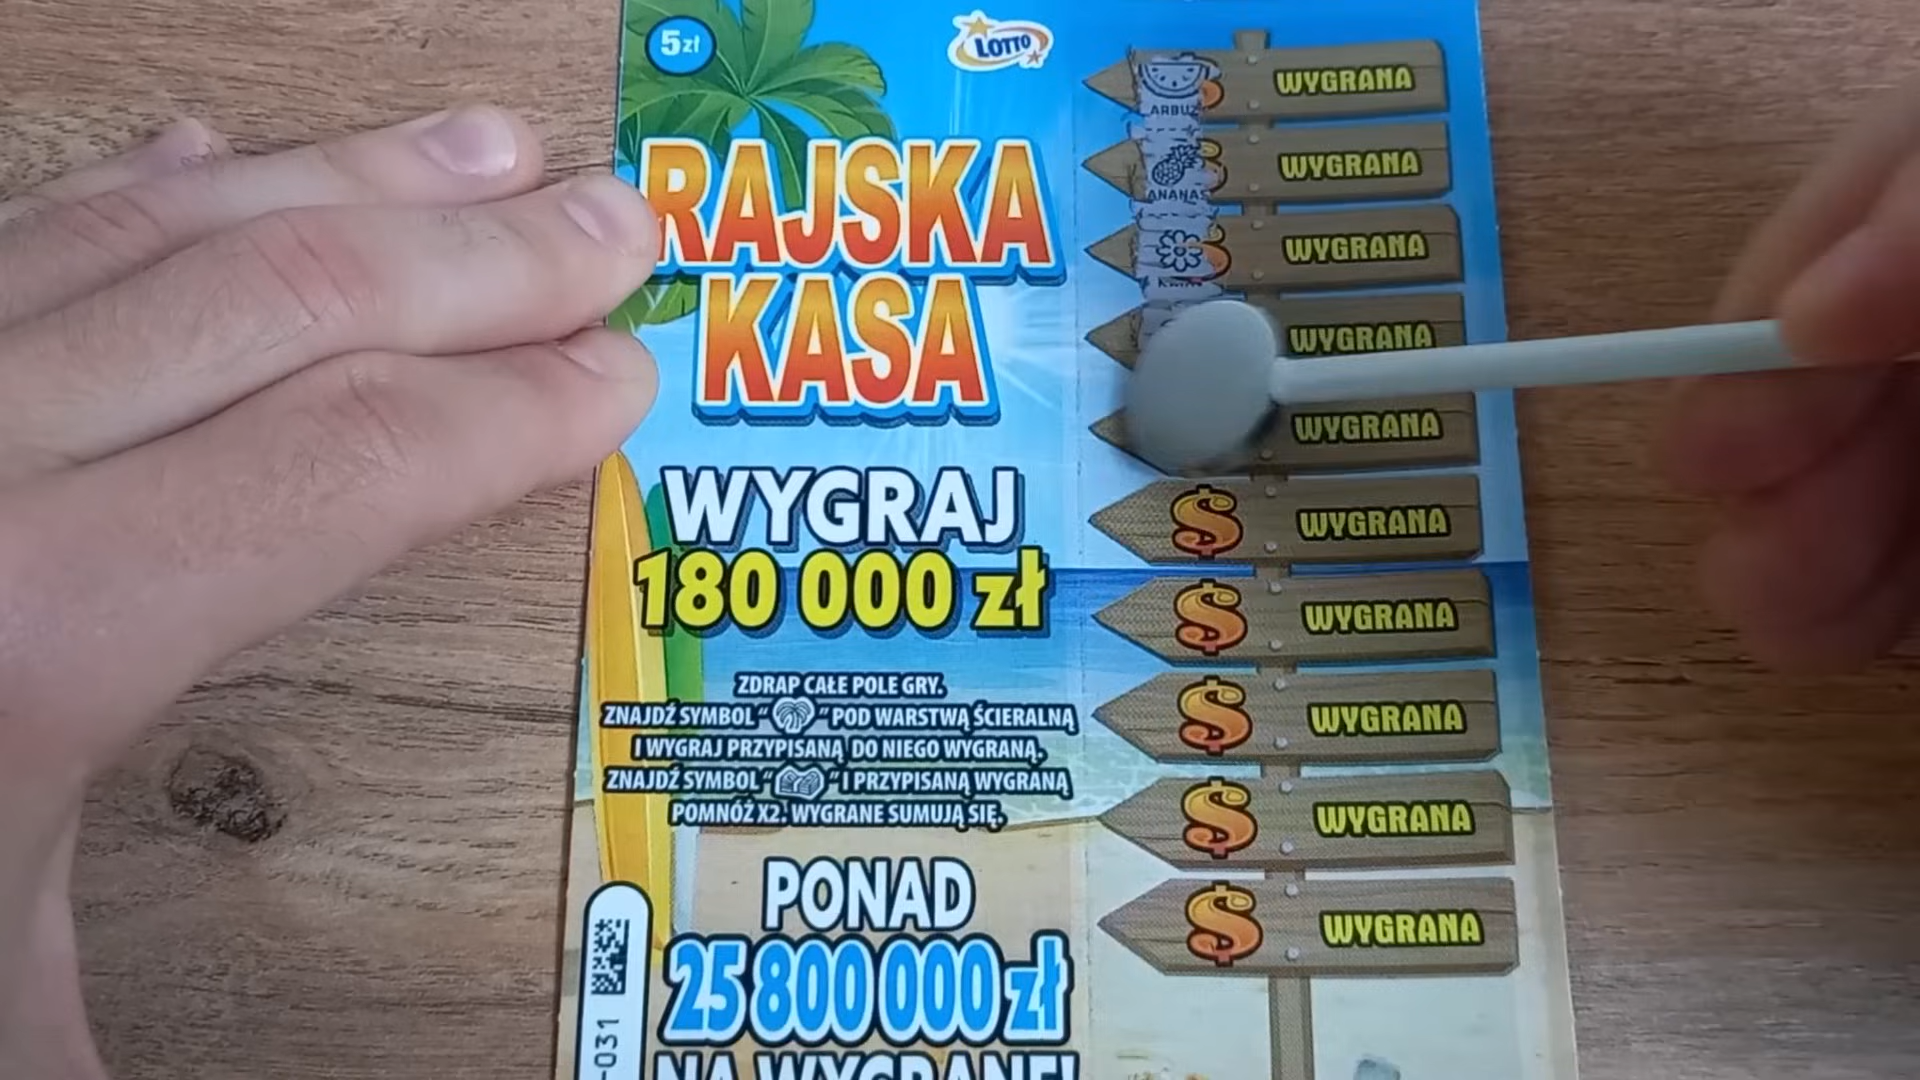 5zł
LOTTO
RAJSKA
KASA
WYGRAJ
180 000 zł
ZDRAP CAŁE POLE GRY.
ZNAJDŹ SYMBOL “ ” POD WARSTWĄ ŚCIERALNĄ
I WYGRAJ PRZYPISANĄ DO NIEGO WYGRANĄ.
ZNAJDŹ SYMBOL “ ” I PRZYPISANĄ WYGRANĄ
POMNÓŻ X2. WYGRANE SUMUJĄ SIĘ.
PONAD
25 800 000 zł
NA WYGRANE!
-031
ARBUZ
WYGRANA
ANANAS
WYGRANA
WYGRANA
WYGRANA
WYGRANA
$ WYGRANA
$ WYGRANA
$ WYGRANA
$ WYGRANA
$ WYGRANA